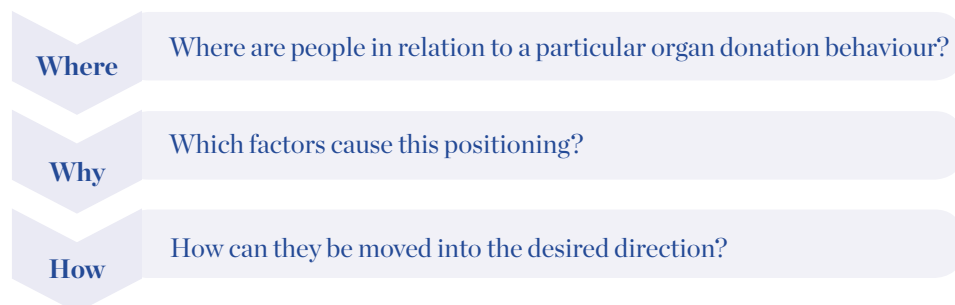 Where
Where are people in relation to a particular organ donation behaviour?
Why
Which factors cause this positioning?
How
How can they be moved into the desired direction?